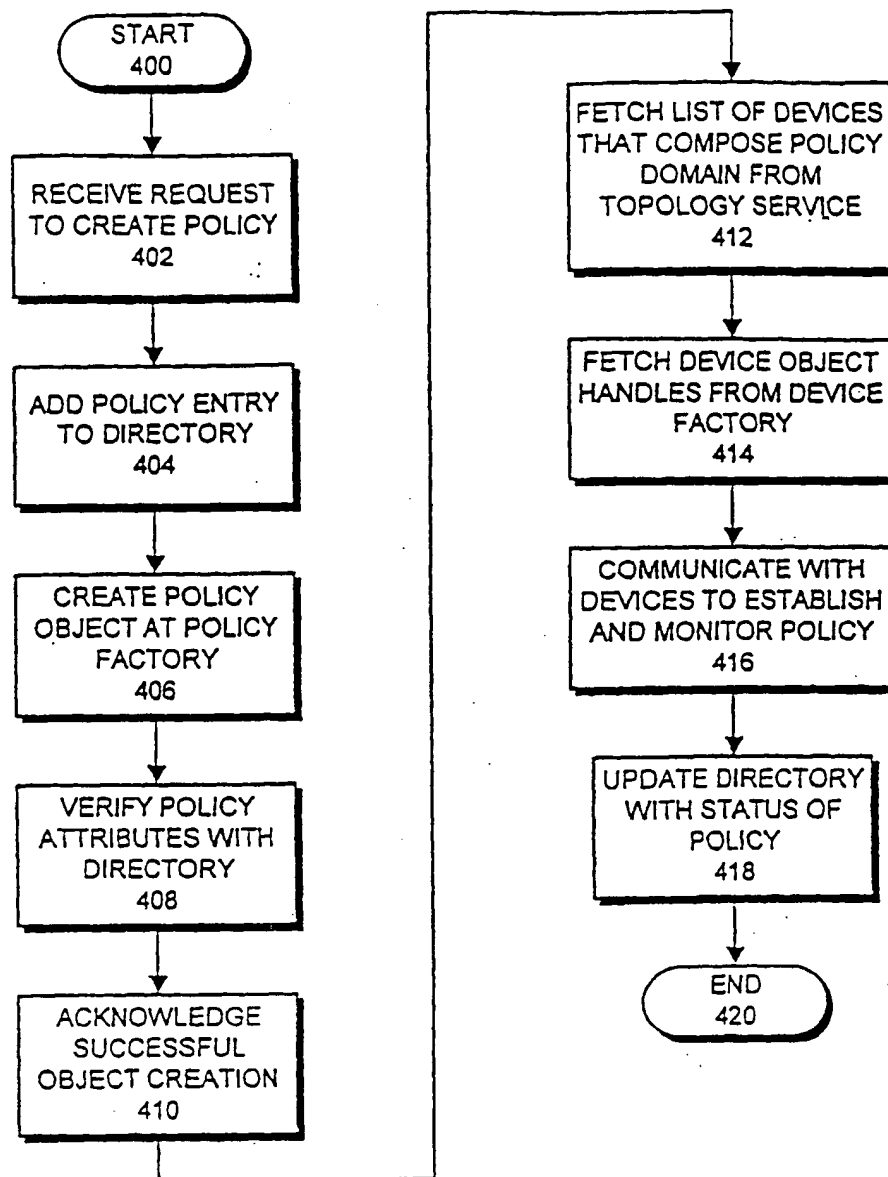 START
400
RECEIVE REQUEST
TO CREATE POLICY
402
ADD POLICY ENTRY
TO DIRECTORY
404
CREATE POLICY
OBJECT AT POLICY
FACTORY
406
VERIFY POLICY
ATTRIBUTES WITH
DIRECTORY
408
ACKNOWLEDGE
SUCCESSFUL
OBJECT CREATION
410
FETCH LIST OF DEVICES
THAT COMPOSE POLICY
DOMAIN FROM
TOPOLOGY SERVICE
412
FETCH DEVICE OBJECT
HANDLES FROM DEVICE
FACTORY
414
COMMUNICATE WITH
DEVICES TO ESTABLISH
AND MONITOR POLICY
416
UPDATE DIRECTORY
WITH STATUS OF
POLICY
418
END
420